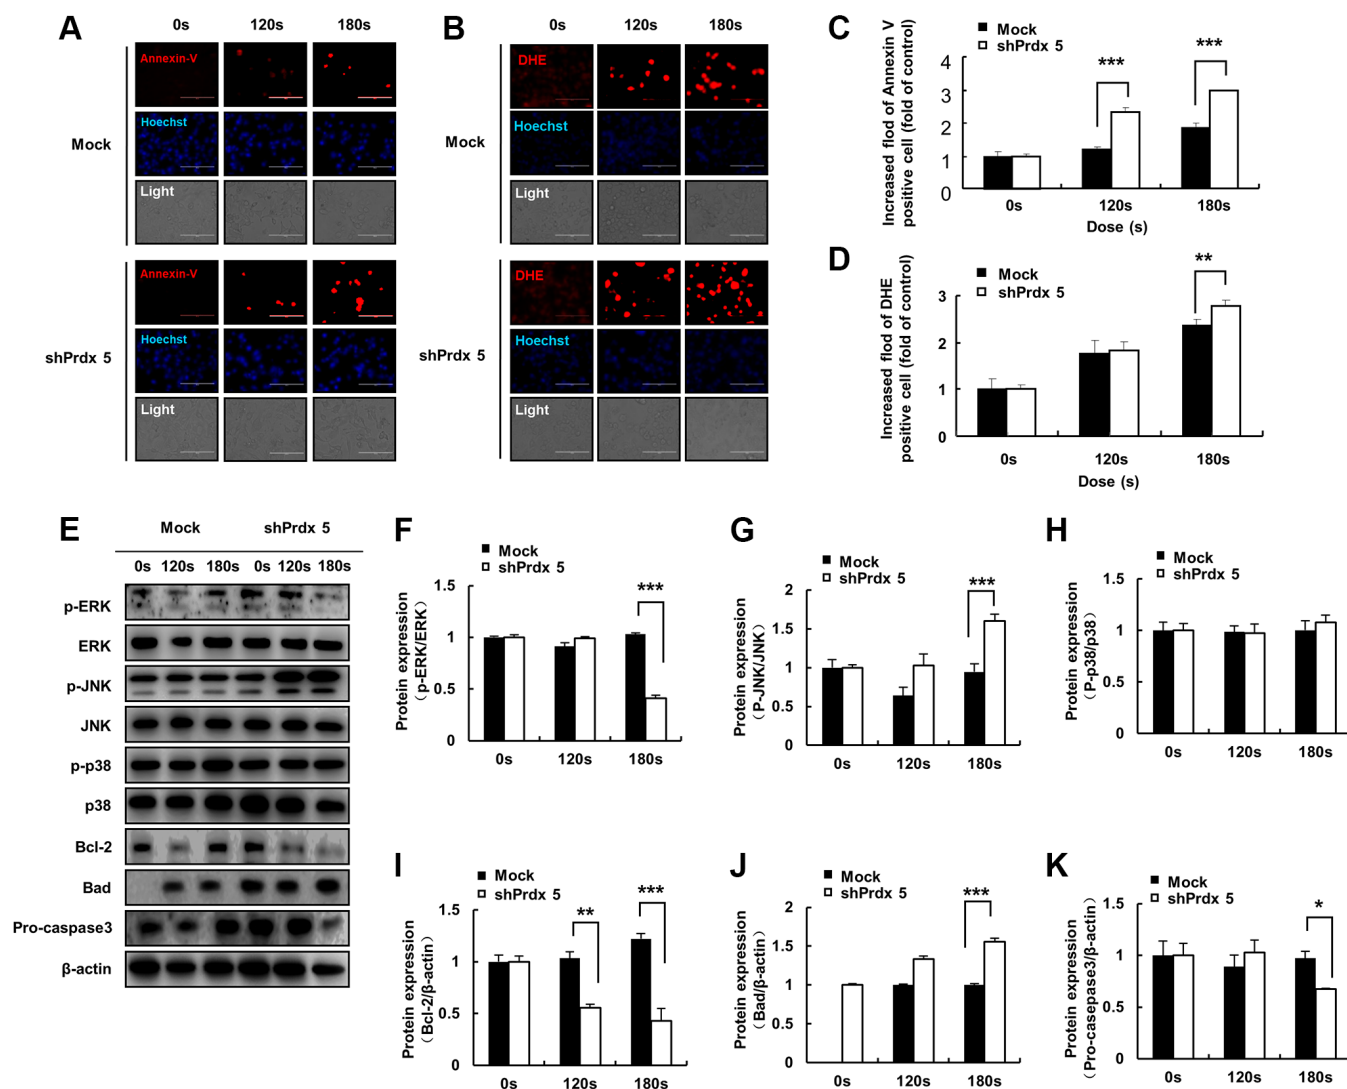 A
0s 120s 180s
Mock
Annexin-V
Hoechst
Light
shPrdx 5
Annexin-V
Hoechst
Light
B
0s 120s 180s
Mock
DHE
Hoechst
Light
shPrdx 5
DHE
Hoechst
Light
C
Mock
shPrdx 5
Increased flod of Annexin V
positive cell (fold of control)
4
3
2
1
0
*** ***
0s 120s 180s
Dose (s)
D
Mock
shPrdx 5
Increased flod of DHE
positive cell (fold of control)
3
2
1
0
**
0s 120s 180s
Dose (s)
E
Mock shPrdx 5
0s 120s 180s 0s 120s 180s
p-ERK
ERK
p-JNK
JNK
p-p38
p38
Bcl-2
Bad
Pro-caspase3
β-actin
F
Mock
shPrdx 5
Protein expression
（p-ERK/ERK）
1.5
1
0.5
0
***
0s 120s 180s
G
Mock
shPrdx 5
Protein expression
（P-JNK/JNK）
2
1.5
1
0.5
0
***
0s 120s 180s
H
Mock
shPrdx 5
Protein expression
（P-p38/p38）
1.5
1
0.5
0
0s 120s 180s
I
Mock
shPrdx 5
Protein expression
（Bcl-2/β-actin）
1.5
1
0.5
0
** ***
0s 120s 180s
J
Mock
shPrdx 5
Protein expression
（Bad/β-actin）
2
1.5
1
0.5
0
***
0s 120s 180s
K
Mock
shPrdx 5
Protein expression
（Pro-casepase3/β-actin）
1.5
1
0.5
0
*
0s 120s 180s